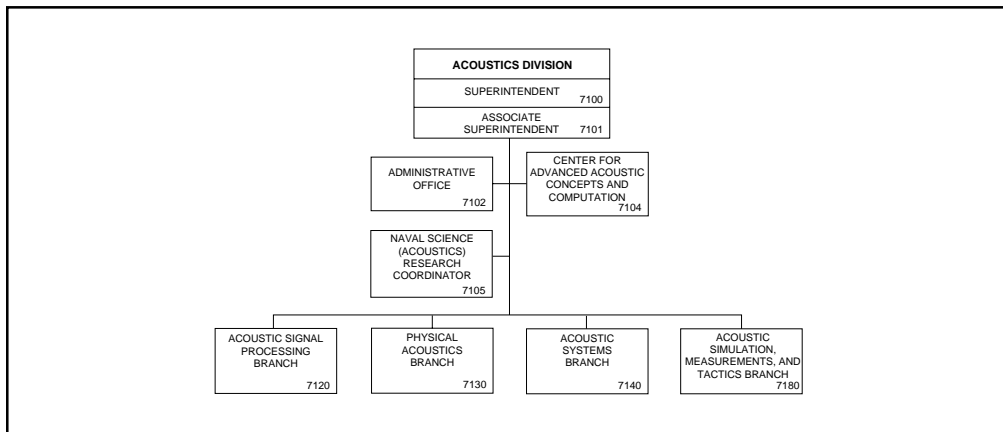 ACOUSTICS DIVISION
SUPERINTENDENT
7100
ASSOCIATE
SUPERINTENDENT
7101
ADMINISTRATIVE
OFFICE
7102
CENTER FOR
ADVANCED ACOUSTIC
CONCEPTS AND
COMPUTATION
7104
NAVAL SCIENCE
(ACOUSTICS)
RESEARCH
COORDINATOR
7105
ACOUSTIC SIGNAL
PROCESSING
BRANCH
7120
PHYSICAL
ACOUSTICS
BRANCH
7130
ACOUSTIC
SYSTEMS
BRANCH
7140
ACOUSTIC
SIMULATION,
MEASUREMENTS, AND
TACTICS BRANCH
7180